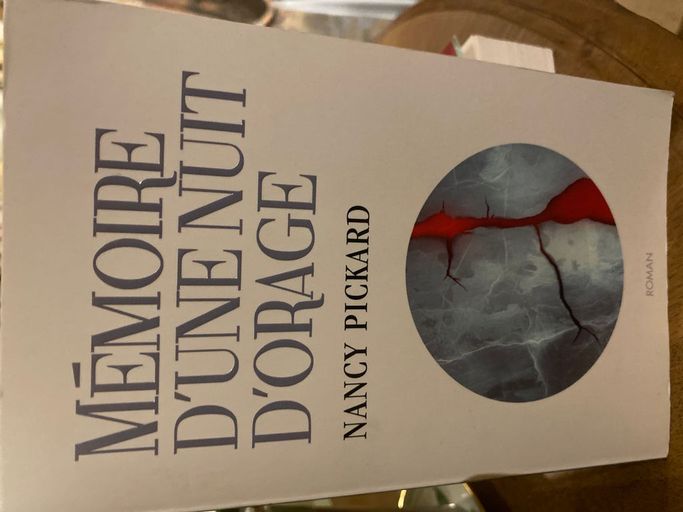 MÉMOIRE
D'UNE NUIT
D'ORAGE
NANCY PICKARD
ROMAN